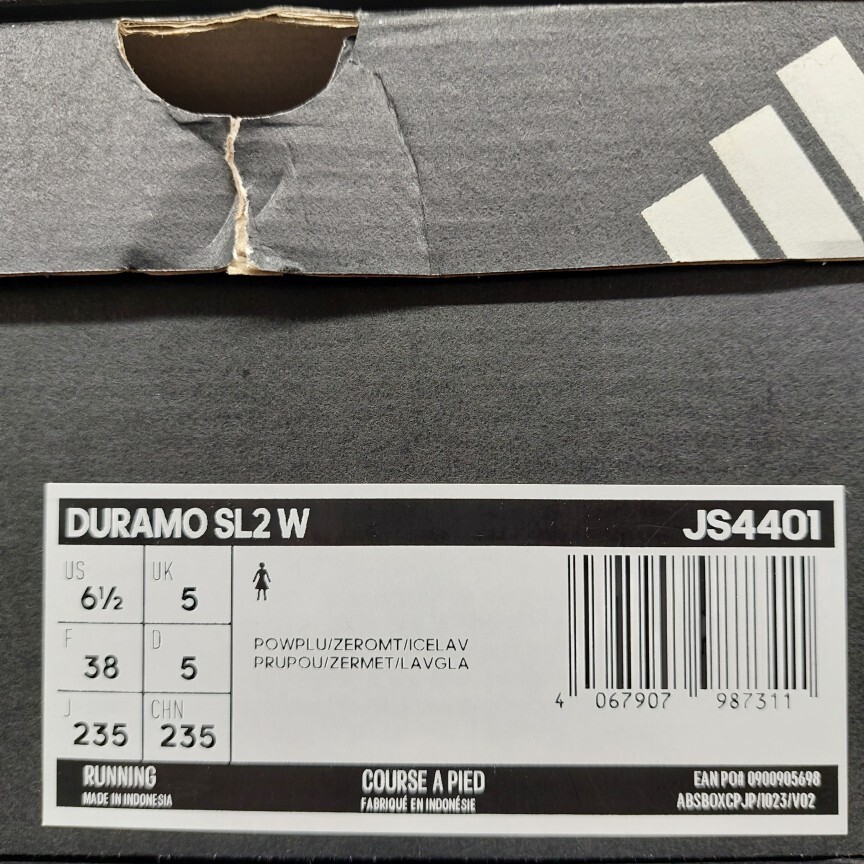 DURAMO SL2 W JS4401
US 6½ UK 5
F 38 D 5
J 235 CHN 235
POWPLU/ZEROMT/ICELAV
PRUPOU/ZERMET/LAVGLA
4 067907 987311
RUNNING
MADE IN INDONESIA
COURSE A PIED
FABRIQUÉ EN INDONÉSIE
EAN PO# 0900905698
ABSBOXCPJP/1023/V02